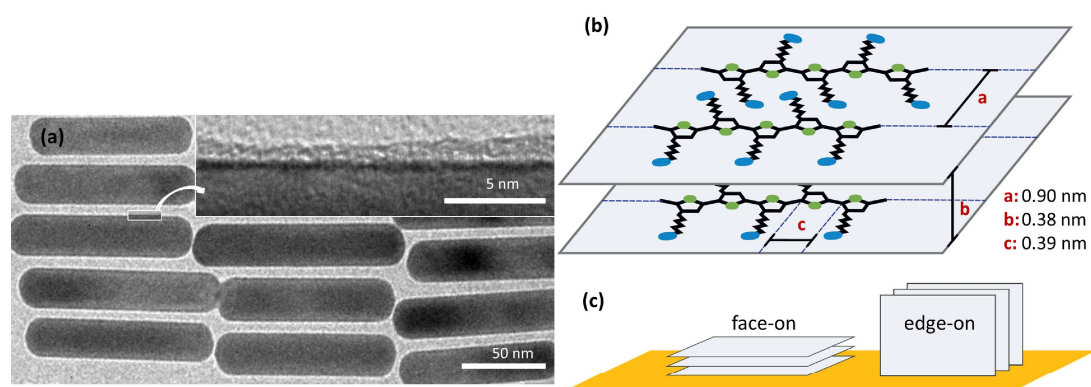 (a)
5 nm
50 nm
(b)
a
b
c
a: 0.90 nm
b: 0.38 nm
c: 0.39 nm
(c)
face-on
edge-on